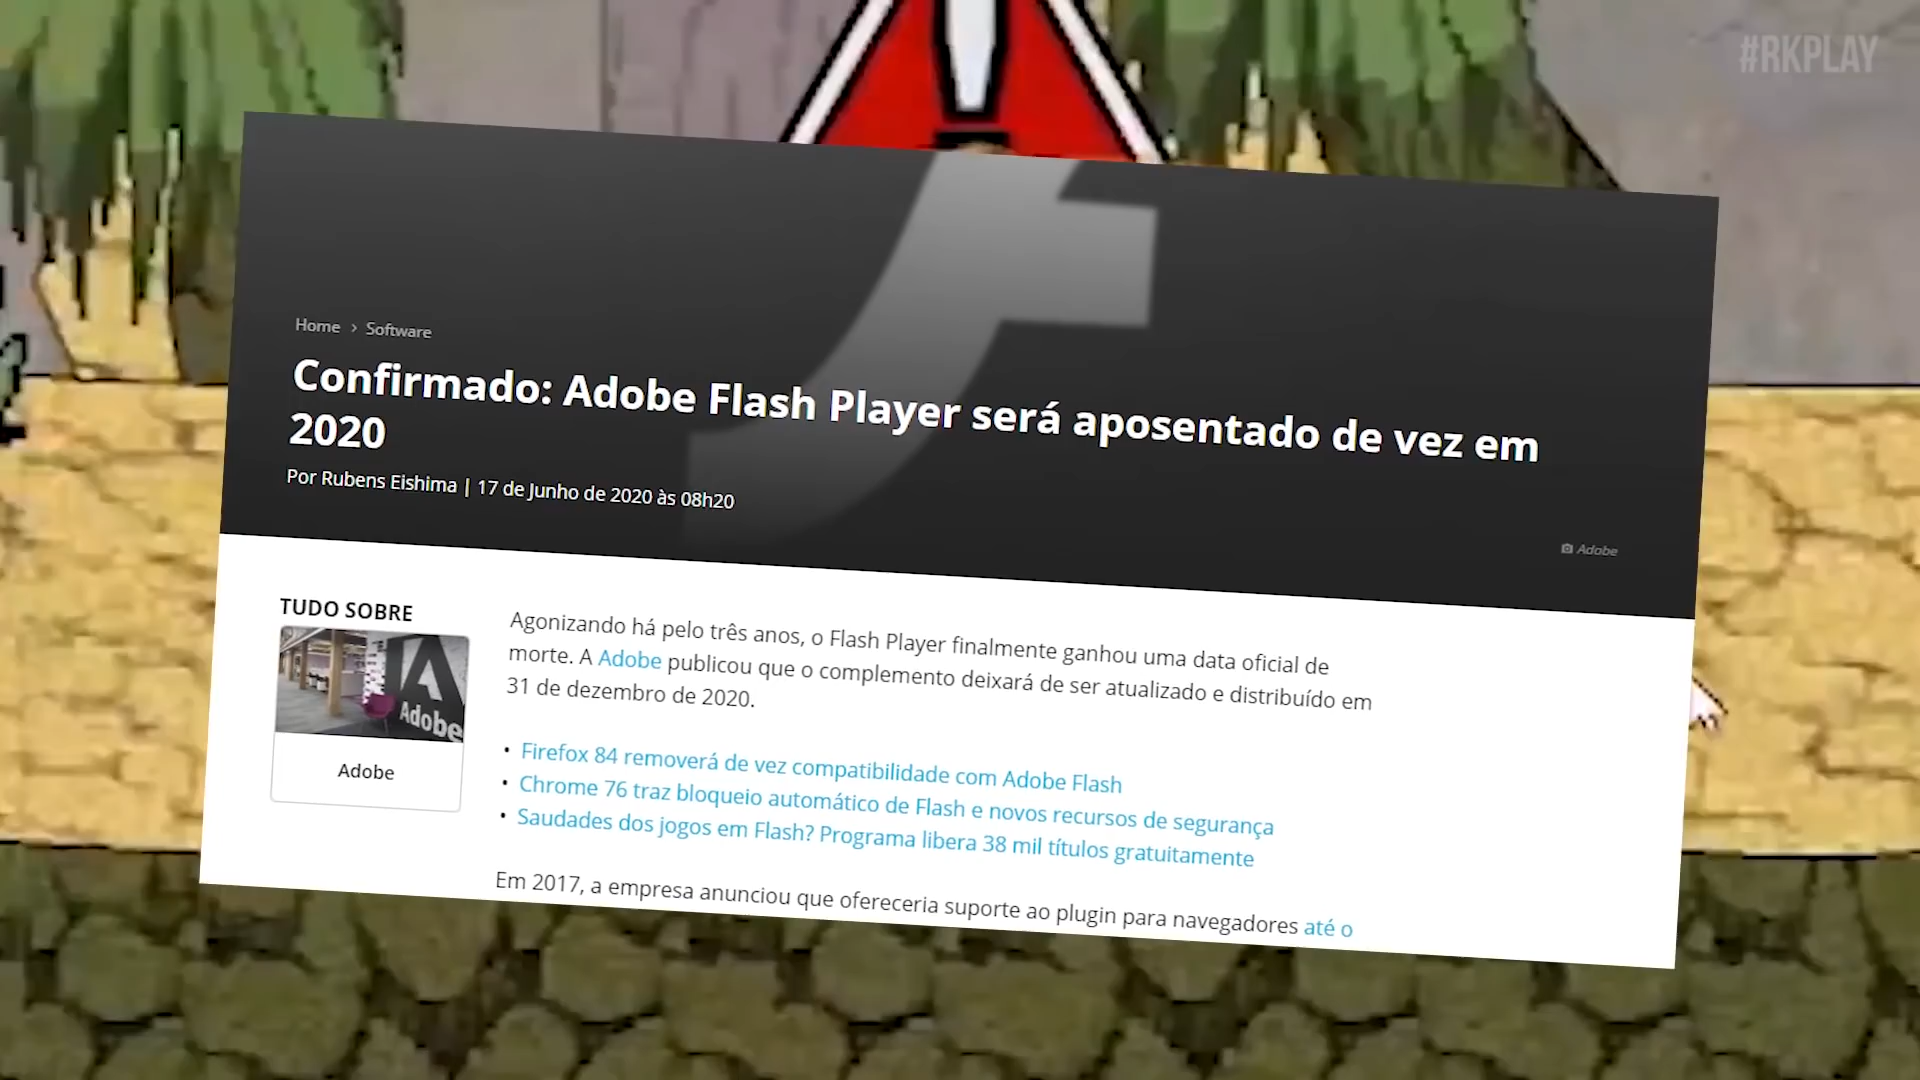 #RKPLAY
Home > Software
Confirmado: Adobe Flash Player será aposentado de vez em
2020
Por Rubens Eishima | 17 de Junho de 2020 às 08h20
Adobe
TUDO SOBRE
Adobe
Adobe
Agonizando há pelo três anos, o Flash Player finalmente ganhou uma data oficial de
morte. A Adobe publicou que o complemento deixará de ser atualizado e distribuído em
31 de dezembro de 2020.
• Firefox 84 removerá de vez compatibilidade com Adobe Flash
• Chrome 76 traz bloqueio automático de Flash e novos recursos de segurança
• Saudades dos jogos em Flash? Programa libera 38 mil títulos gratuitamente
Em 2017, a empresa anunciou que ofereceria suporte ao plugin para navegadores até o